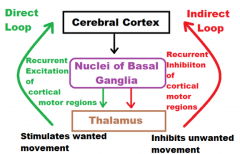 Direct
Loop
Cerebral Cortex
Indirect
Loop
Recurrent
Excitation
of
cortical
motor regions
Nuclei of Basal
Ganglia
Recurrent
Inhibiiton
of
cortical motor
regions
Thalamus
Stimulates wanted
movement
Inhibits unwanted
movement